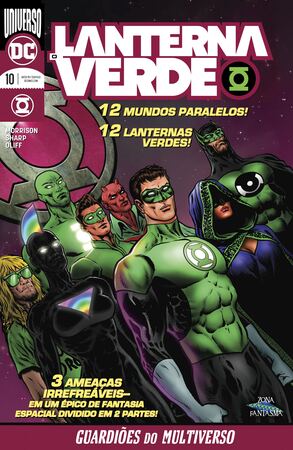 UNIVERSO
DC
10
MORRISON
SHARP
OLIFF
O LANTERNA
VERDE
12 MUNDOS PARALELOS!
12 LANTERNAS
VERDES!
3 AMEAÇAS
IRREFREÁVEIS—
EM UM ÉPICO DE FANTASIA
ESPACIAL DIVIDIDO EM 2 PARTES!
ZONA
FANTASMA
GUARDIÕES DO MULTIVERSO